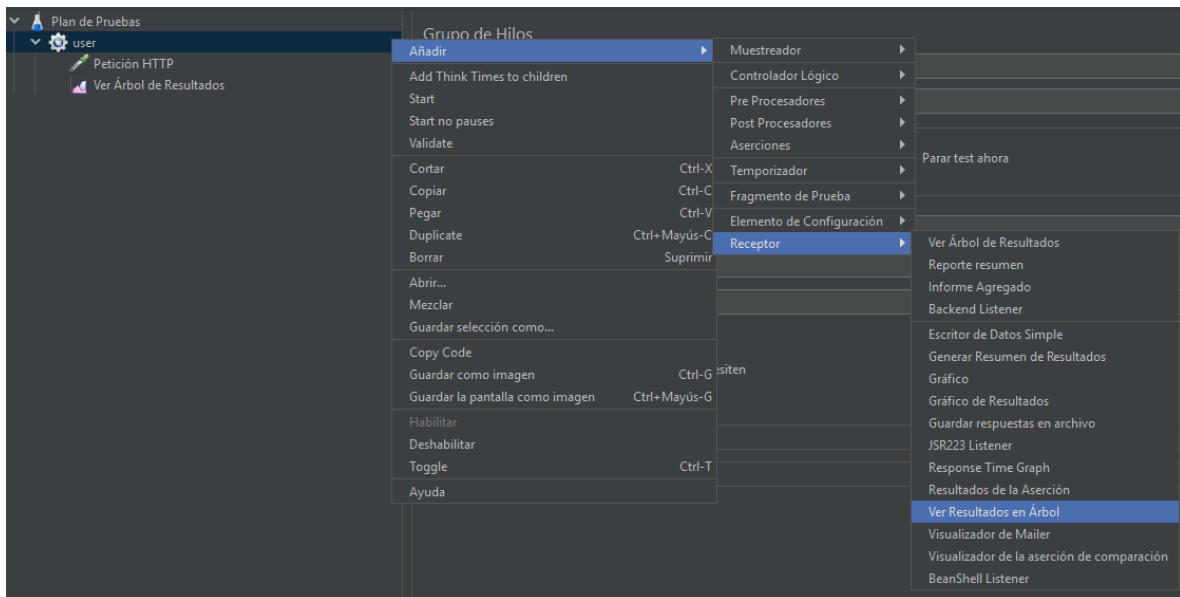 Plan de Pruebas
user
Petición HTTP
Ver Árbol de Resultados
Grupo de Hilos
Añadir
Add Think Times to children
Start
Start no pauses
Validate
Cortar Ctrl-X
Copiar Ctrl-C
Pegar Ctrl-V
Duplicate Ctrl+Mayús-C
Borrar Suprimir
Abrir...
Mezclar
Guardar selección como...
Copy Code
Guardar como imagen Ctrl-G
Guardar la pantalla como imagen Ctrl+Mayús-G
Habilitar
Deshabilitar
Toggle Ctrl-T
Ayuda
Muestreador
Controlador Lógico
Pre Procesadores
Post Procesadores
Aserciones
Temporizador
Fragmento de Prueba
Elemento de Configuración
Receptor
Parar test ahora
esiten
Ver Árbol de Resultados
Reporte resumen
Informe Agregado
Backend Listener
Escritor de Datos Simple
Generar Resumen de Resultados
Gráfico
Gráfico de Resultados
Guardar respuestas en archivo
JSR223 Listener
Response Time Graph
Resultados de la Aserción
Ver Resultados en Árbol
Visualizador de Mailer
Visualizador de la aserción de comparación
BeanShell Listener